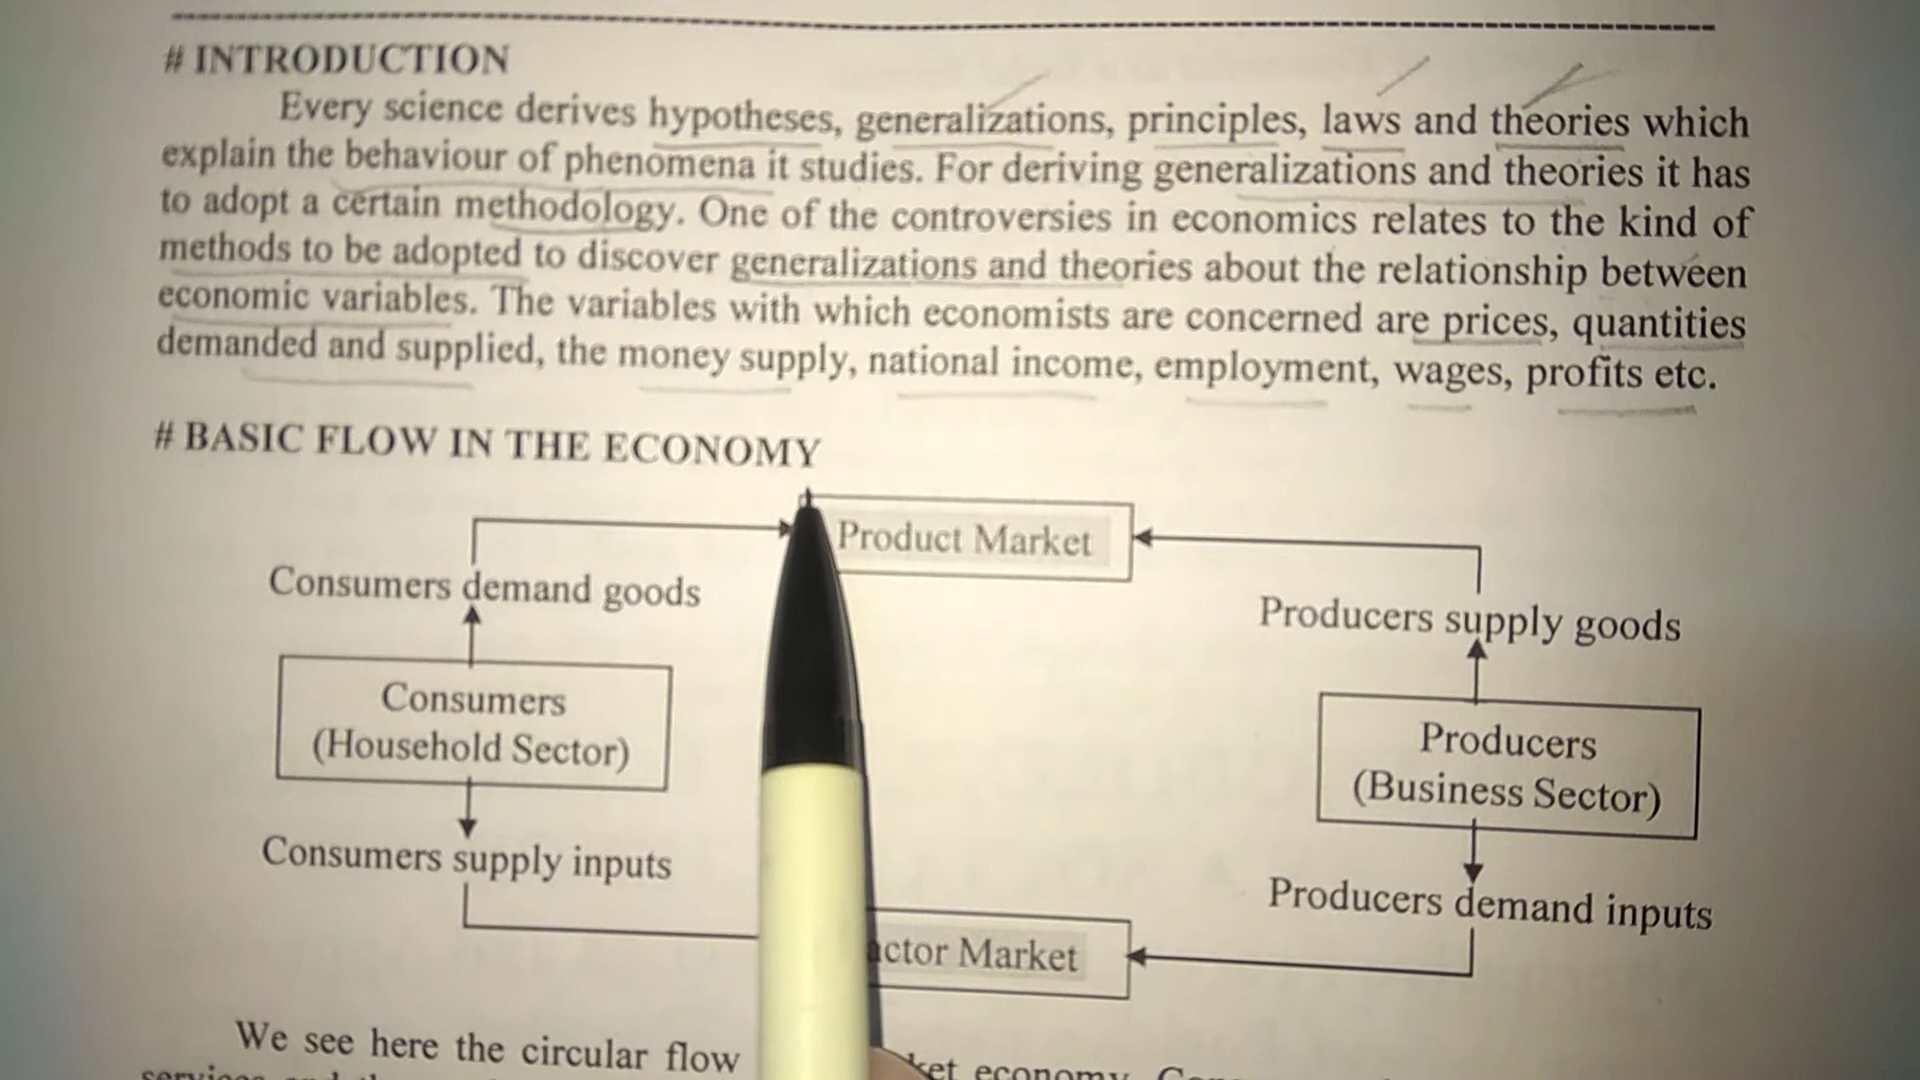 # INTRODUCTION
Every science derives hypotheses, generalizations, principles, laws and theories which
explain the behaviour of phenomena it studies. For deriving generalizations and theories it has
to adopt a certain methodology. One of the controversies in economics relates to the kind of
methods to be adopted to discover generalizations and theories about the relationship between
economic variables. The variables with which economists are concerned are prices, quantities
demanded and supplied, the money supply, national income, employment, wages, profits etc.
# BASIC FLOW IN THE ECONOMY
Product Market
Consumers demand goods
Producers supply goods
Consumers
(Household Sector)
Producers
(Business Sector)
Consumers supply inputs
Producers demand inputs
actor Market
We see here the circular flow
economy.